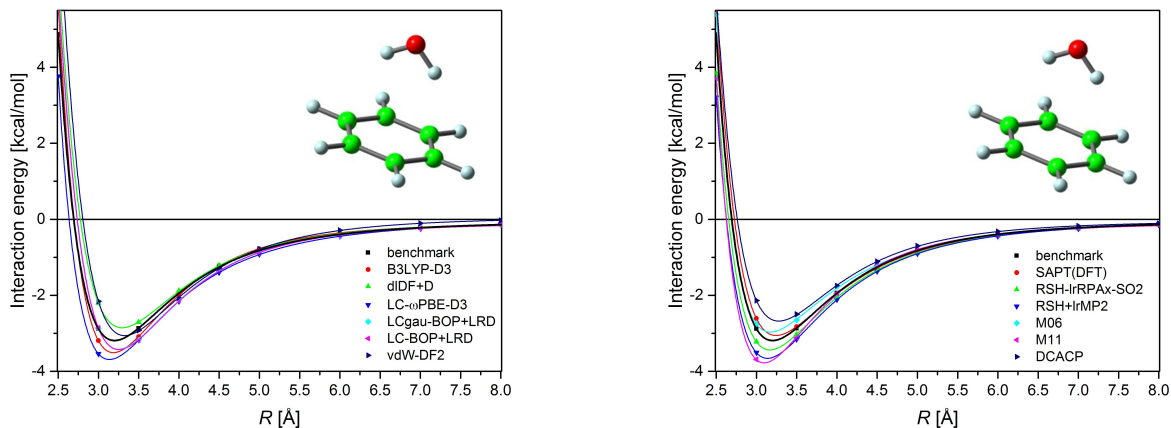 Interaction energy [kcal/mol]
4
2
0
-2
-4
2.5 3.0 3.5 4.0 4.5 5.0 5.5 6.0 6.5 7.0 7.5 8.0
R [Å]
benchmark
B3LYP-D3
dlDF+D
LC-ωPBE-D3
LCgau-BOP+LRD
LC-BOP+LRD
vdW-DF2
Interaction energy [kcal/mol]
4
2
0
-2
-4
2.5 3.0 3.5 4.0 4.5 5.0 5.5 6.0 6.5 7.0 7.5 8.0
R [Å]
benchmark
SAPT(DFT)
RSH-lrRPAx-SO2
RSH+lrMP2
M06
M11
DCACP